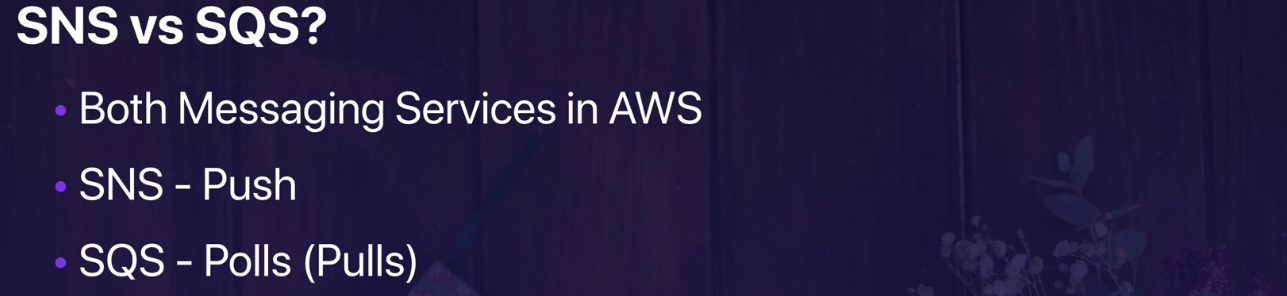 SNS vs SQS?
• Both Messaging Services in AWS
• SNS - Push
• SQS - Polls (Pulls)